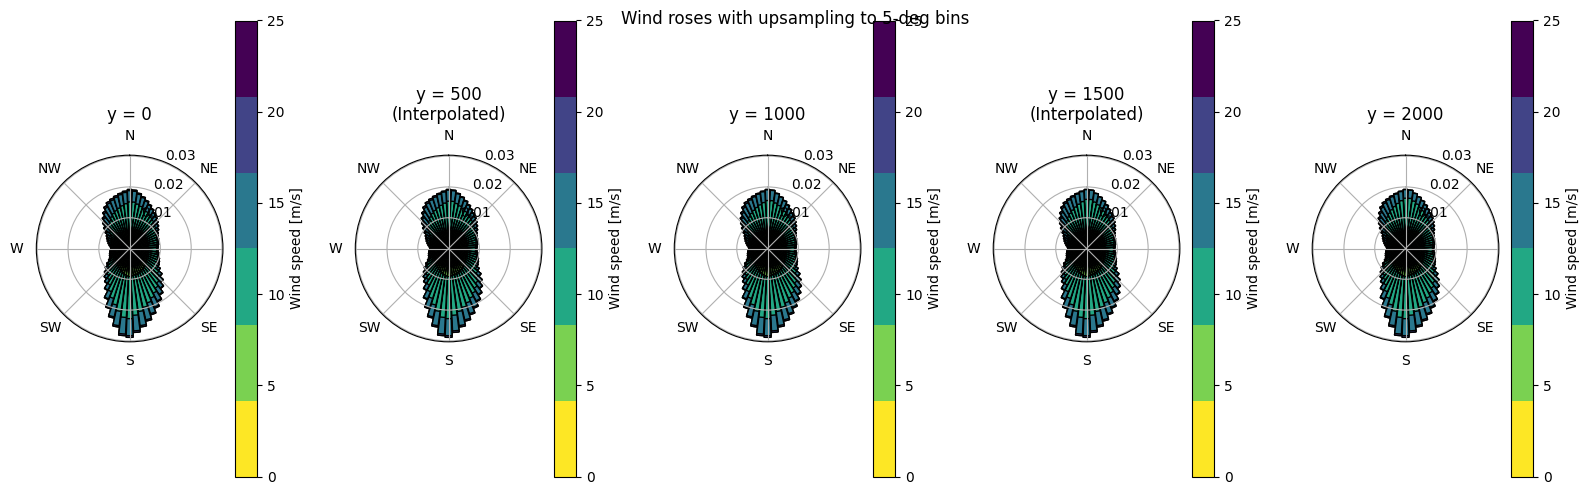 Wind roses with upsampling to 5-deg bins
y = 0
N
NW
NE
W
SW
SE
S
0.03
0.02
0.01
25
20
15
10
5
0
Wind speed [m/s]
y = 500
(Interpolated)
N
NW
NE
W
SW
SE
S
0.03
0.02
0.01
25
20
15
10
5
0
Wind speed [m/s]
y = 1000
N
NW
NE
W
SW
SE
S
0.03
0.02
0.01
25
20
15
10
5
0
Wind speed [m/s]
y = 1500
(Interpolated)
N
NW
NE
W
SW
SE
S
0.03
0.02
0.01
25
20
15
10
5
0
Wind speed [m/s]
y = 2000
N
NW
NE
W
SW
SE
S
0.03
0.02
0.01
25
20
15
10
5
0
Wind speed [m/s]